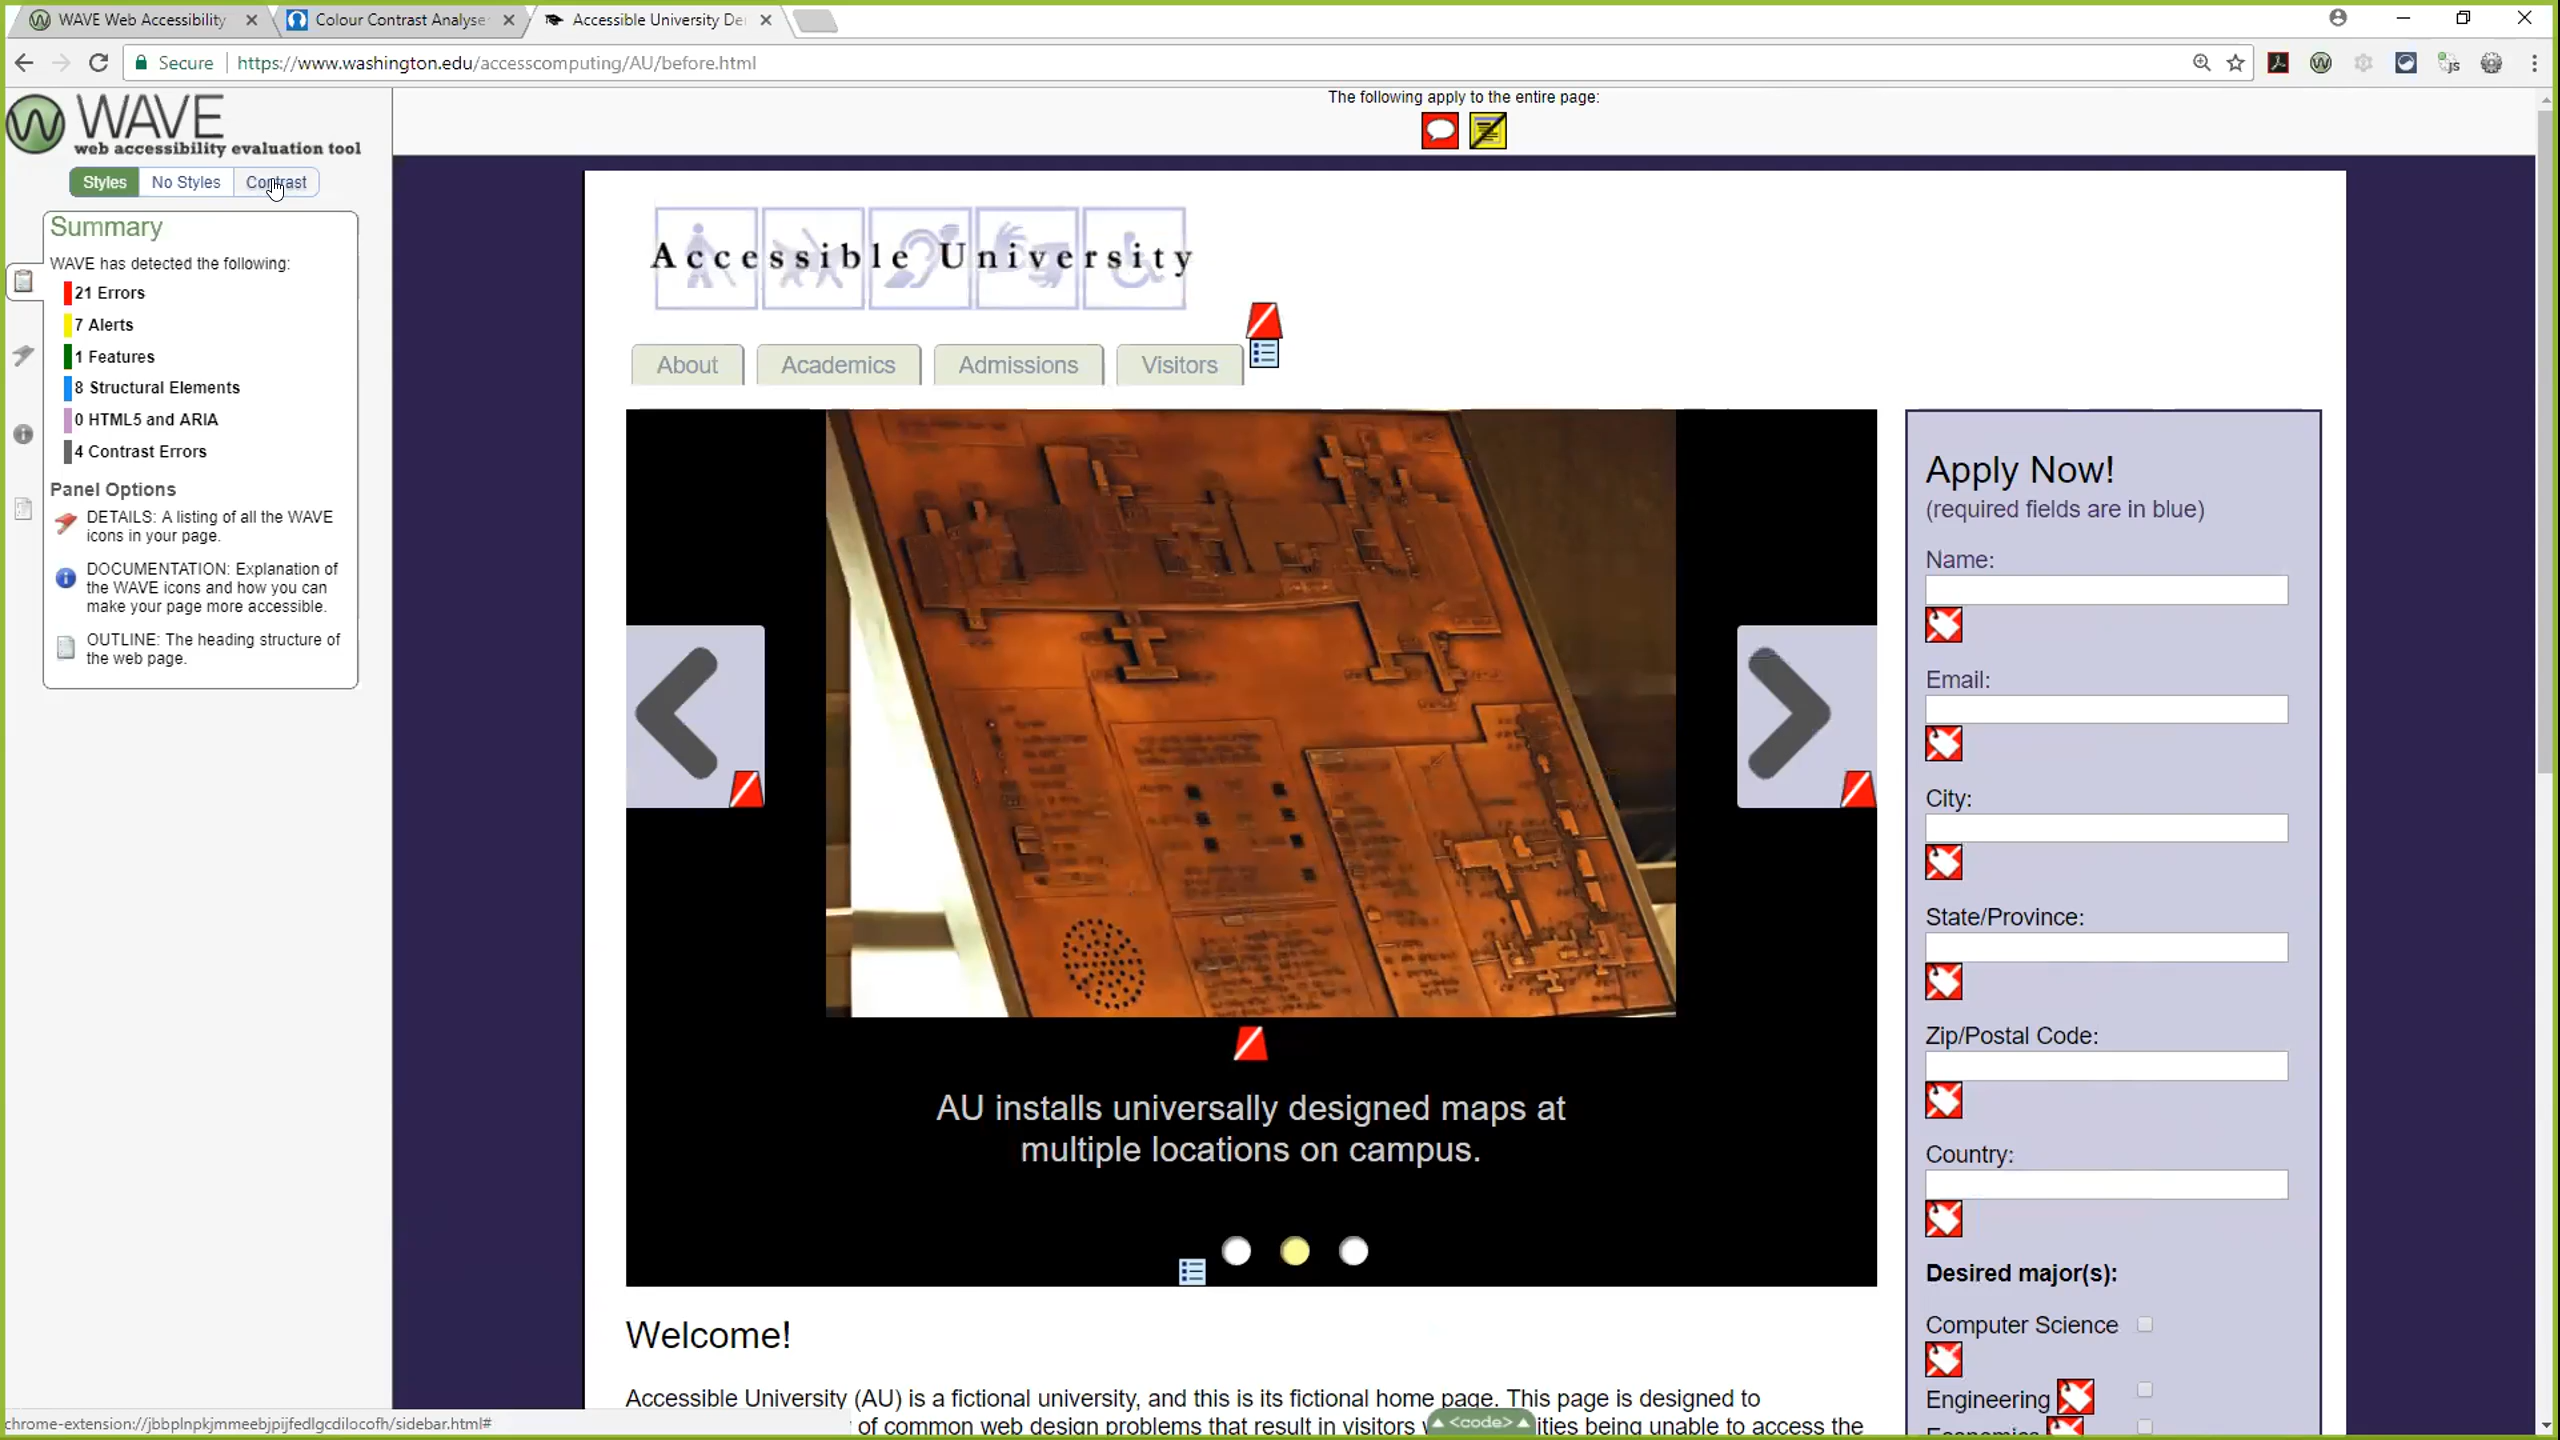 WAVE Web Accessibility
Colour Contrast Analyse
Accessible University De
Secure
https://www.washington.edu/accesscomputing/AU/before.html
WAVE
web accessibility evaluation tool
Styles
No Styles
Contrast
Summary
WAVE has detected the following:
21 Errors
7 Alerts
1 Features
8 Structural Elements
0 HTML5 and ARIA
4 Contrast Errors
Panel Options
DETAILS: A listing of all the WAVE
icons in your page.
DOCUMENTATION: Explanation of
the WAVE icons and how you can
make your page more accessible.
OUTLINE: The heading structure of
the web page.
The following apply to the entire page:
Accessible University
About
Academics
Admissions
Visitors
AU installs universally designed maps at
multiple locations on campus.
Apply Now!
(required fields are in blue)
Name:
Email:
City:
State/Province:
Zip/Postal Code:
Country:
Desired major(s):
Computer Science
Engineering
Welcome!
Accessible University (AU) is a fictional university, and this is its fictional home page. This page is designed to
of common web design problems that result in visitors
being unable to access the
<code>
chrome-extension://jbbplnpkjmmeebjpijfedlgcdilocofh/sidebar.html#